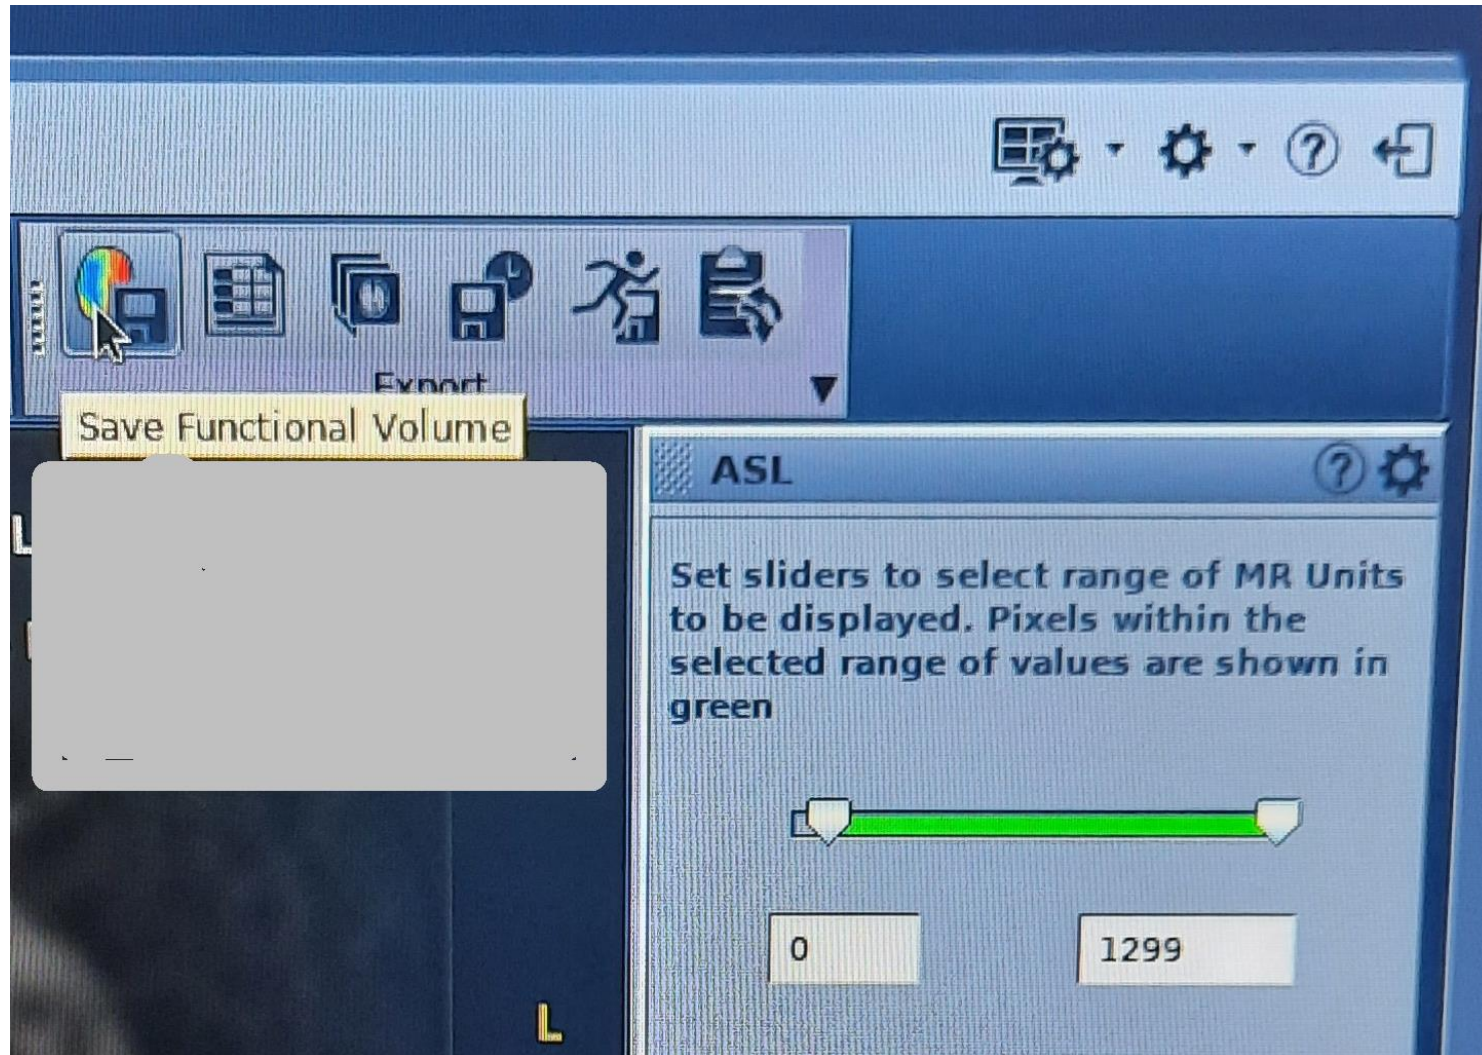 Export
Save Functional Volume
ASL
Set sliders to select range of MR Units
to be displayed. Pixels within the
selected range of values are shown in
green
0
1299
L
L